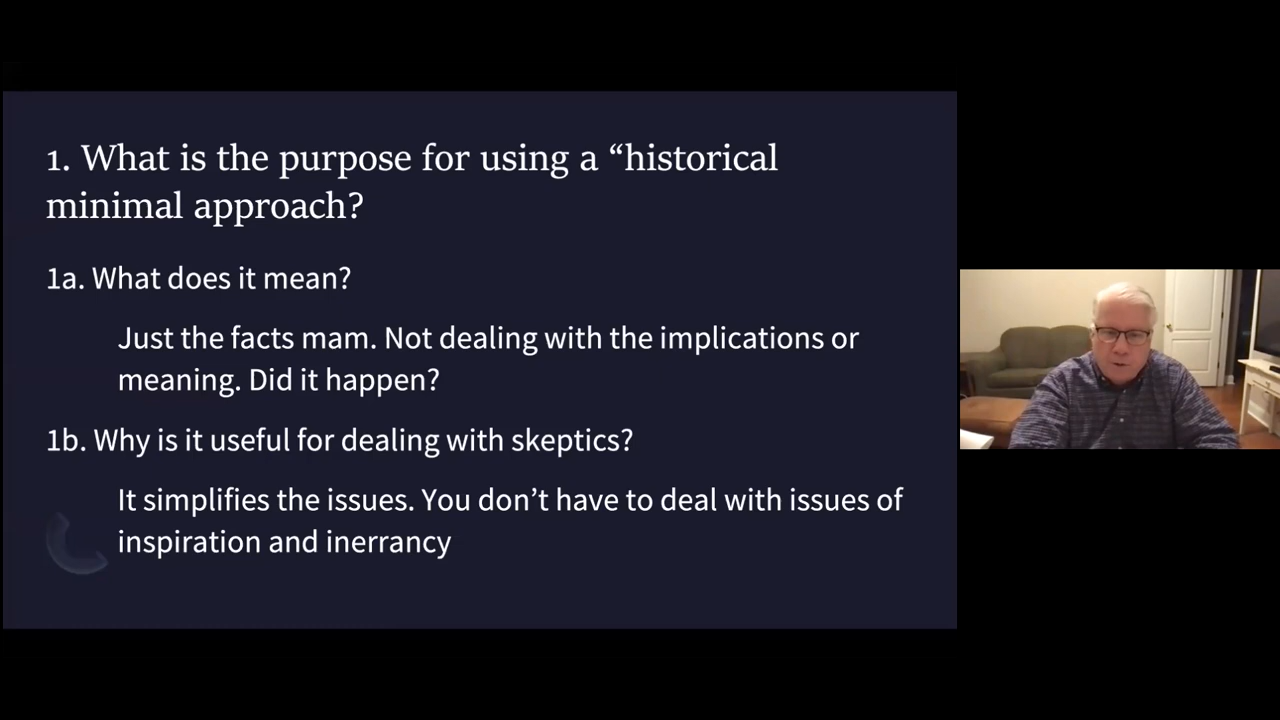 1. What is the purpose for using a “historical
minimal approach?
1a. What does it mean?
Just the facts mam. Not dealing with the implications or
meaning. Did it happen?
1b. Why is it useful for dealing with skeptics?
It simplifies the issues. You don’t have to deal with issues of
inspiration and inerrancy